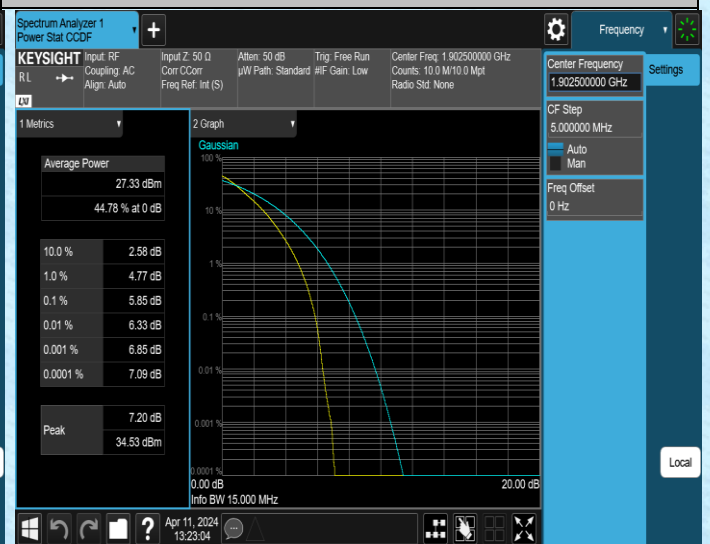 Spectrum Analyzer 1
Power Stat CCDF
Frequency
KEYSIGHT
RL
LXI
Input: RF
Coupling: AC
Align: Auto
Input Z: 50 Ω
Corr CCorr
Freq Ref: Int (S)
Atten: 50 dB
µW Path: Standard
Trig: Free Run
#IF Gain: Low
Center Freq: 1.902500000 GHz
Counts: 10.0 M/10.0 Mpt
Radio Std: None
Center Frequency
1.902500000 GHz
Settings
CF Step
5.000000 MHz
Auto
Man
Freq Offset
0 Hz
1 Metrics
Average Power
27.33 dBm
44.78 % at 0 dB
10.0 % 2.58 dB
1.0 % 4.77 dB
0.1 % 5.85 dB
0.01 % 6.33 dB
0.001 % 6.85 dB
0.0001 % 7.09 dB
Peak
7.20 dB
34.53 dBm
2 Graph
Gaussian
100 %
10 %
1 %
0.1 %
0.01 %
0.001 %
0.0001 %
0.00 dB 20.00 dB
Info BW 15.000 MHz
Local
?
Apr 11, 2024
13:23:04